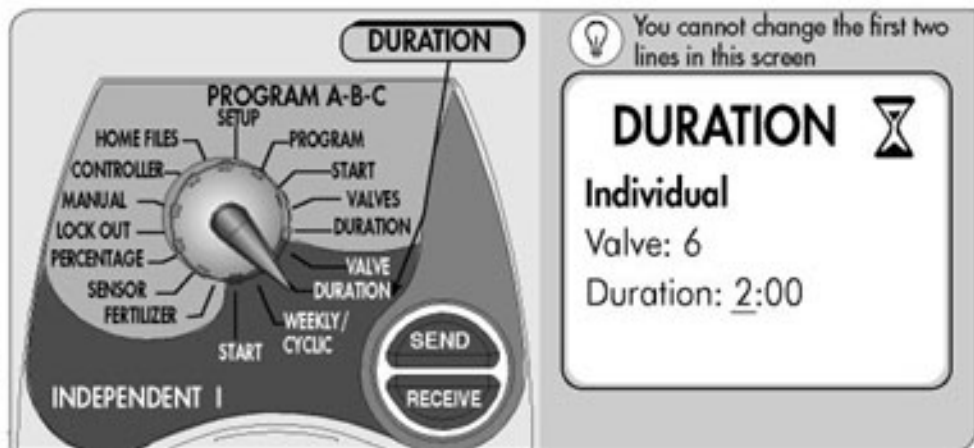 DURATION
PROGRAM A-B-C
SETUP
HOME FILES
PROGRAM
CONTROLLER
START
MANUAL
VALVES
LOCK OUT
DURATION
PERCENTAGE
VALVE
SENSOR
DURATION
FERTILIZER
WEEKLY/
CYCLIC
START
SEND
RECEIVE
INDEPENDENT I
You cannot change the first two
lines in this screen
DURATION
Individual
Valve: 6
Duration: 2:00